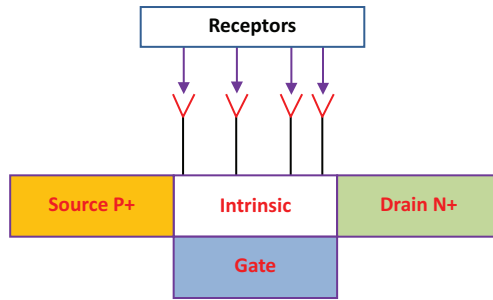 Receptors
Source P+
Intrinsic
Drain N+
Gate